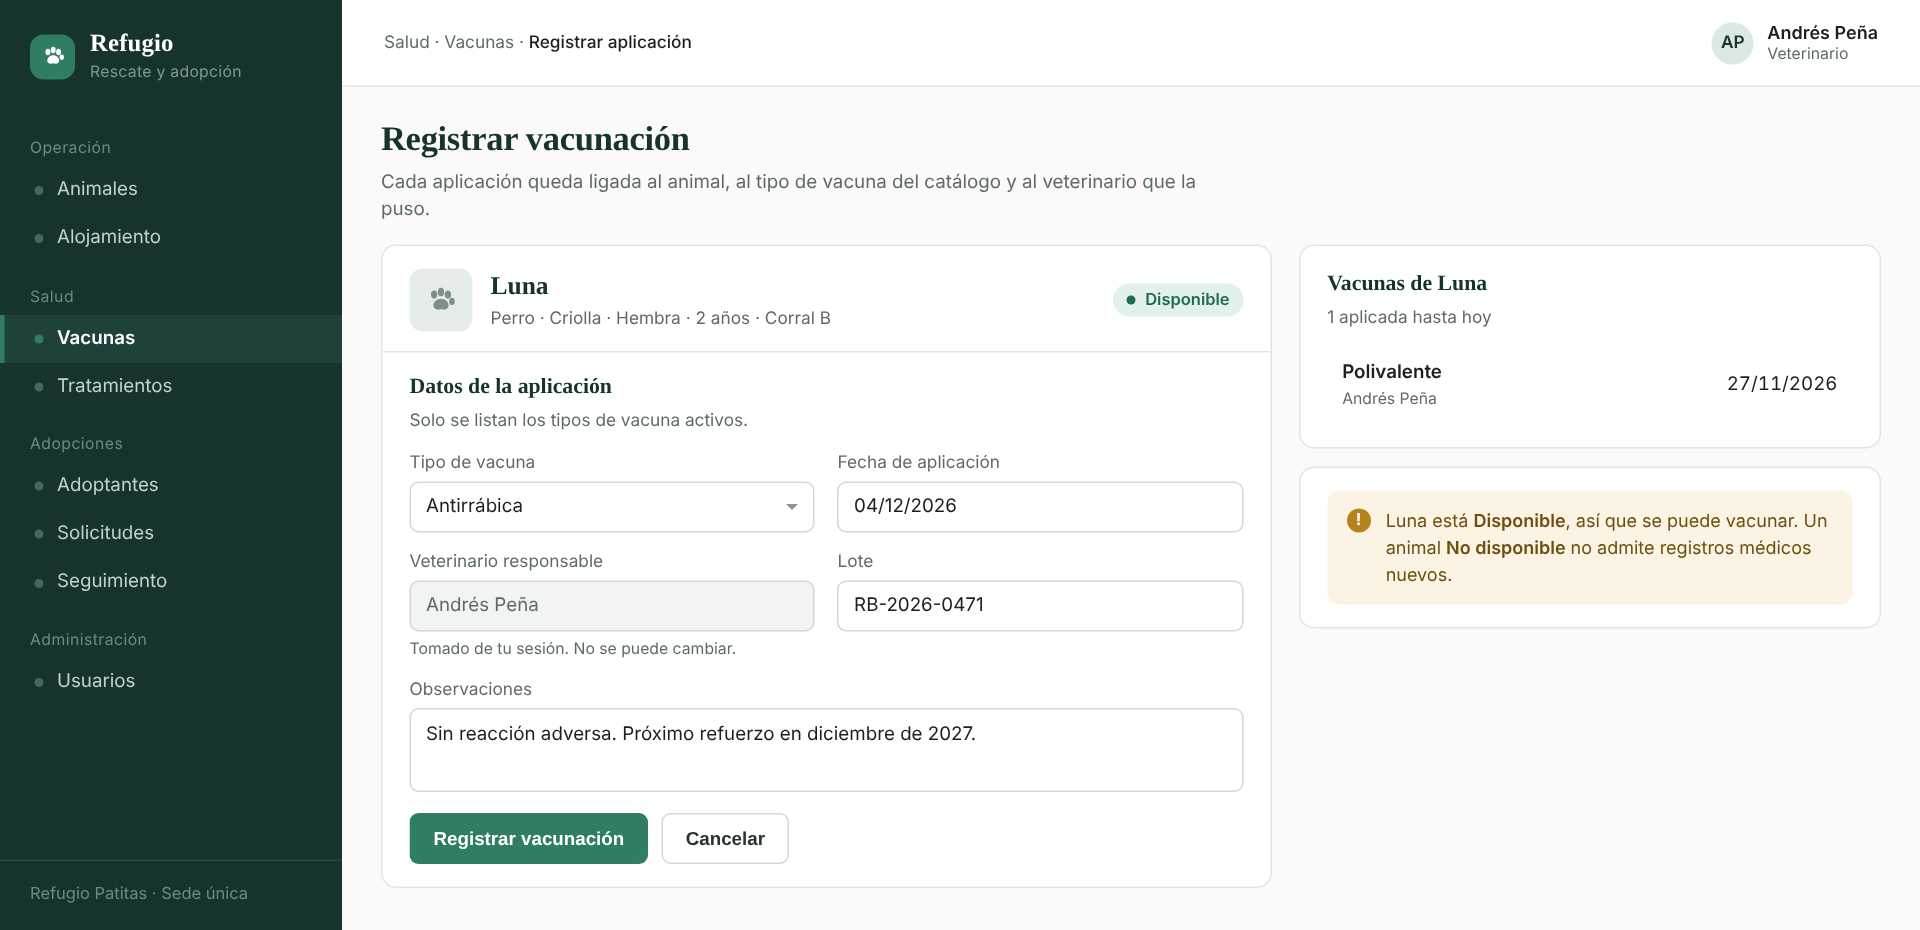 Refugio
Rescate y adopción
Operación
Animales
Alojamiento
Salud
Vacunas
Tratamientos
Adopciones
Adoptantes
Solicitudes
Seguimiento
Administración
Usuarios
Refugio Patitas · Sede única
Salud · Vacunas · Registrar aplicación
AP
Andrés Peña
Veterinario
Registrar vacunación
Cada aplicación queda ligada al animal, al tipo de vacuna del catálogo y al veterinario que la
puso.
Luna
Perro · Criolla · Hembra · 2 años · Corral B
Disponible
Datos de la aplicación
Solo se listan los tipos de vacuna activos.
Tipo de vacuna
Antirrábica
Fecha de aplicación
04/12/2026
Veterinario responsable
Andrés Peña
Tomado de tu sesión. No se puede cambiar.
Lote
RB-2026-0471
Observaciones
Sin reacción adversa. Próximo refuerzo en diciembre de 2027.
Registrar vacunación
Cancelar
Vacunas de Luna
1 aplicada hasta hoy
Polivalente
Andrés Peña
27/11/2026
! Luna está Disponible, así que se puede vacunar. Un
animal No disponible no admite registros médicos
nuevos.